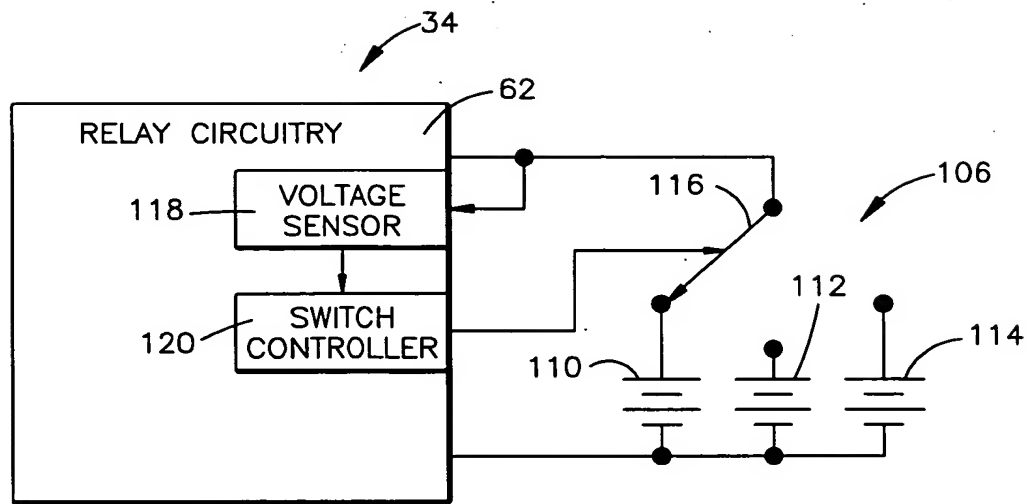 34
62
RELAY CIRCUITRY
116
106
118
VOLTAGE
SENSOR
112
120
SWITCH
CONTROLLER
110
114